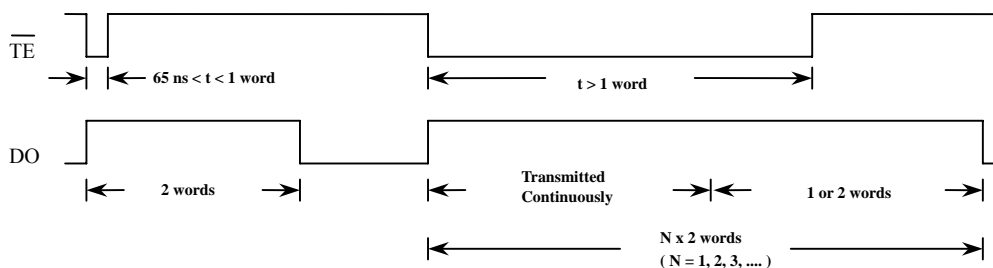 TE
65 ns < t < 1 word
t > 1 word
DO
2 words
Transmitted
Continuously
1 or 2 words
N x 2 words
( N = 1, 2, 3, .... )